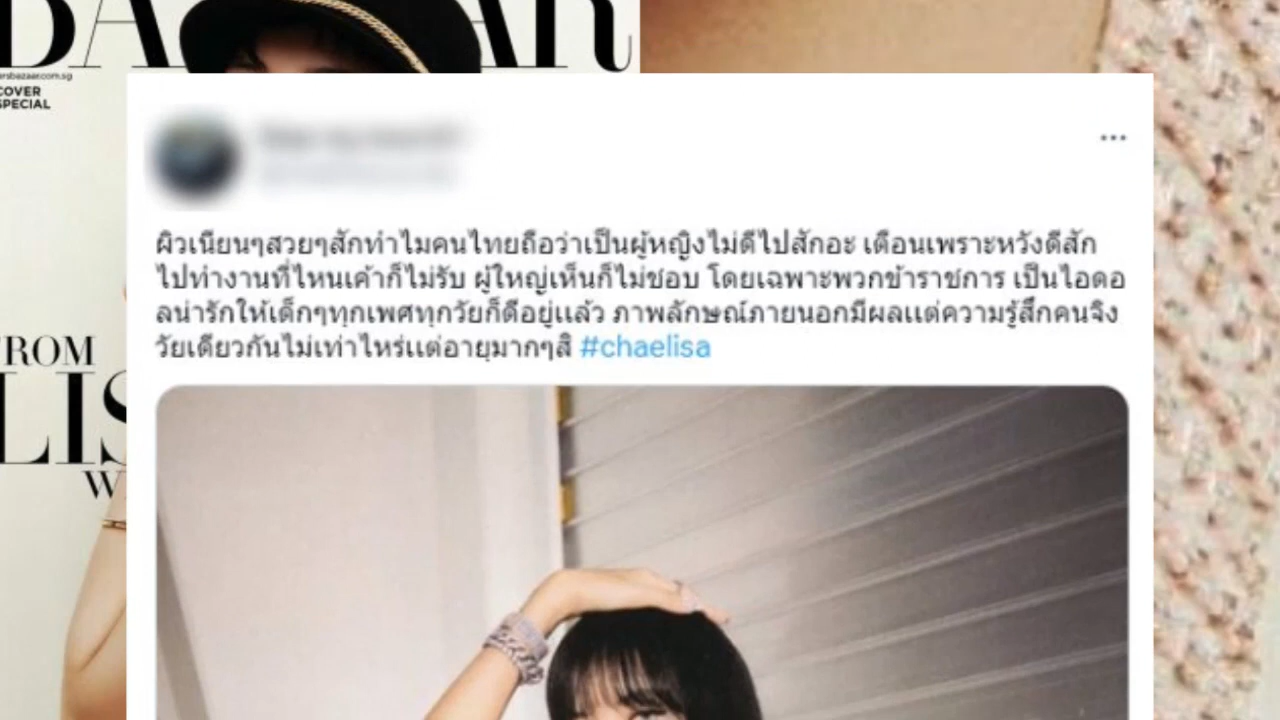 BAZAAR
ersbazaar.com.sg
COVER
SPECIAL
ROM
LIS
W
ผิวเนียนๆสวยๆสักทำไมคนไทยถือว่าเป็นผู้หญิงไม่ดีไปสักอะ เตือนเพราะหวังดีสัก
ไปทำงานที่ไหนเค้าก็ไม่รับ ผู้ใหญ่เห็นก็ไม่ชอบ โดยเฉพาะพวกข้าราชการ เป็นไอดอ
ลน่ารักให้เด็กๆทุกเพศทุกวัยก็ดีอยู่แล้ว ภาพลักษณ์ภายนอกมีผลแต่ความรู้สึกคนจิง
วัยเดียวกันไม่เท่าไหร่แต่อายุมากๆสิ #chaelisa